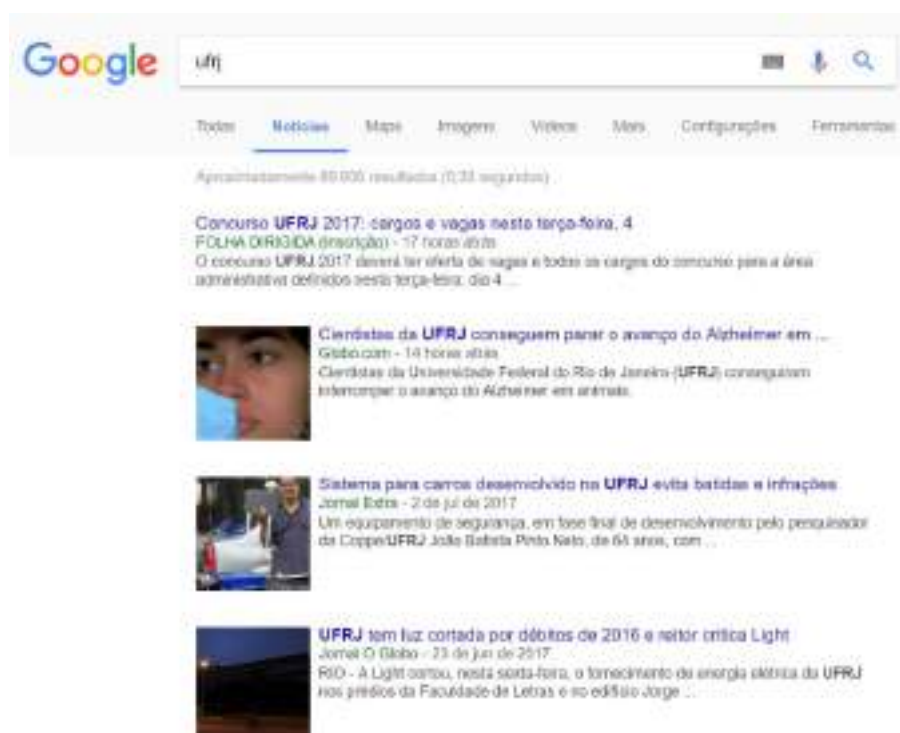 Google
ufrj
Todas Notícias Maps Imagens Vídeos Mais Configurações Ferramentas
Aproximadamente resultados (0,33 segundos)
Concurso UFRJ 2017: cargos e vagas nesta terça-feira, 4
FOLHA DIRIGIDA (Inscrição) - 17 horas atrás
O concurso UFRJ 2017 deverá ter oferta de vagas e todos os cargos do concurso para a área
administrativa definidos nesta terça-feira, dia 4 ...
Cientistas da UFRJ conseguem parar o avanço do Alzheimer em ...
Globo.com - 14 horas atrás
Cientistas da Universidade Federal do Rio de Janeiro (UFRJ) conseguiram
interromper o avanço do Alzheimer em animais.
Sistema para carros desenvolvido na UFRJ evita batidas e infrações
Jornal Extra - 2 de jul de 2017
Um equipamento de segurança, em fase final de desenvolvimento pelo pesquisador
da Coppe/UFRJ João Batista Pinto Neto, de 64 anos, com ...
UFRJ tem luz cortada por débitos de 2016 e reitor critica Light
Jornal O Globo - 23 de jun de 2017
RIO - A Light cortou, nesta sexta-feira, o fornecimento de energia elétrica da UFRJ
nos prédios da Faculdade de Letras e no edifício Jorge ...